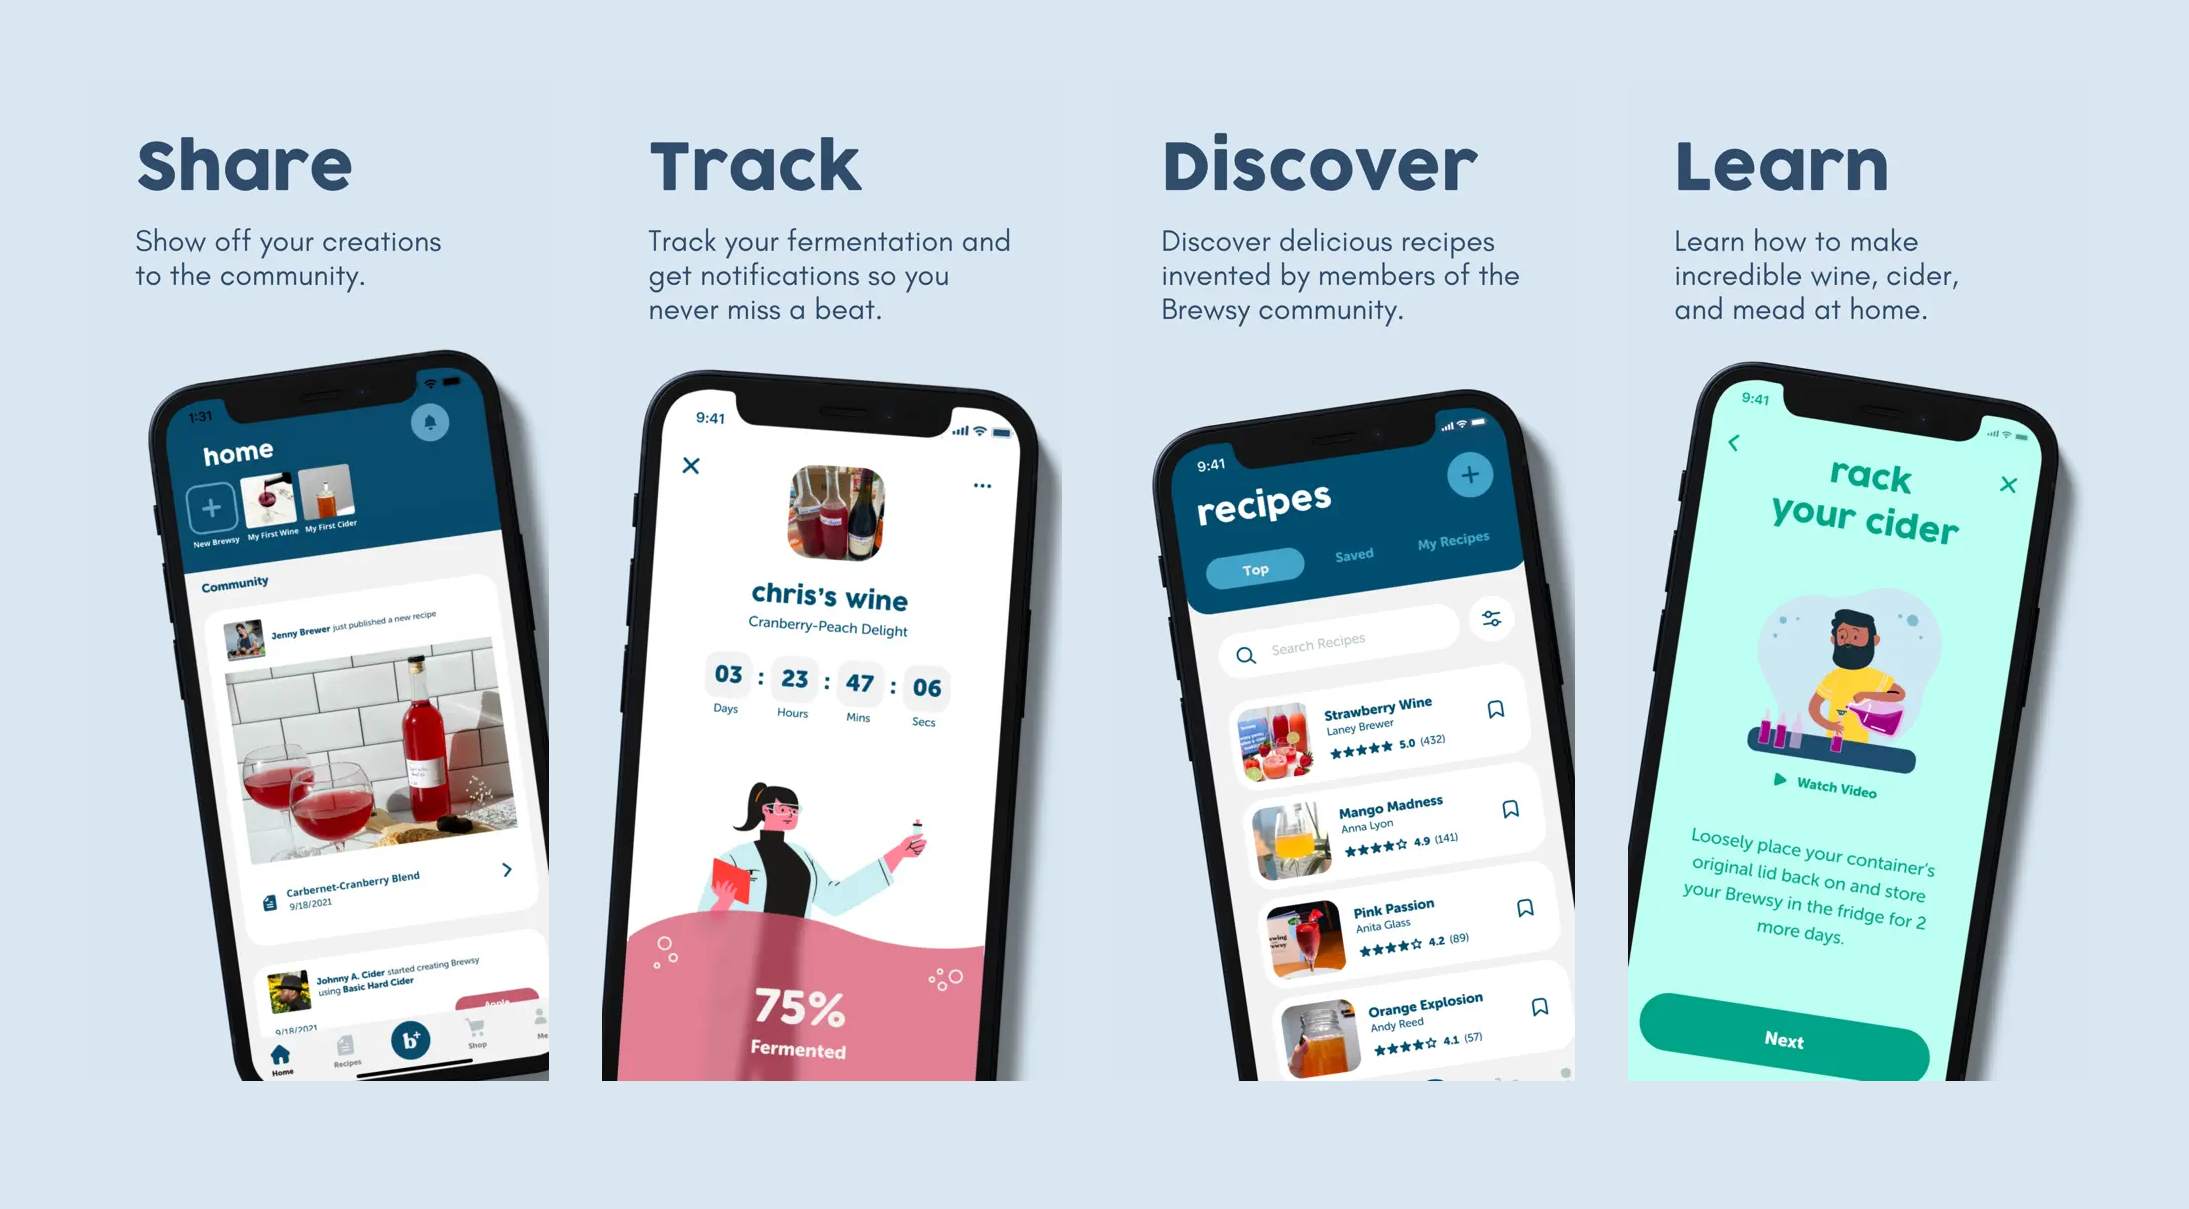 Share
Show off your creations
to the community.
1:31
home
New Brewsy
My First Wine
My First Cider
Community
Jenny Brewer just published a new recipe
Carbernet-Cranberry Blend
9/18/2021
Johnny A. Cider started creating Brewsy
using Basic Hard Cider
Apple
9/18/2021
Home
Recipes
b+
Shop
Me
Track
Track your fermentation and
get notifications so you
never miss a beat.
9:41
chris's wine
Cranberry-Peach Delight
03 : 23 : 47 : 06
Days Hours Mins Secs
75%
Fermented
Discover
Discover delicious recipes
invented by members of the
Brewsy community.
9:41
recipes
Top
Saved
My Recipes
Search Recipes
Strawberry Wine
Laney Brewer
5.0 (432)
Mango Madness
Anna Lyon
4.9 (141)
Pink Passion
Anita Glass
4.2 (89)
Orange Explosion
Andy Reed
4.1 (57)
Learn
Learn how to make
incredible wine, cider,
and mead at home.
9:41
rack
your cider
Watch Video
Loosely place your container's
original lid back on and store
your Brewsy in the fridge for 2
more days.
Next